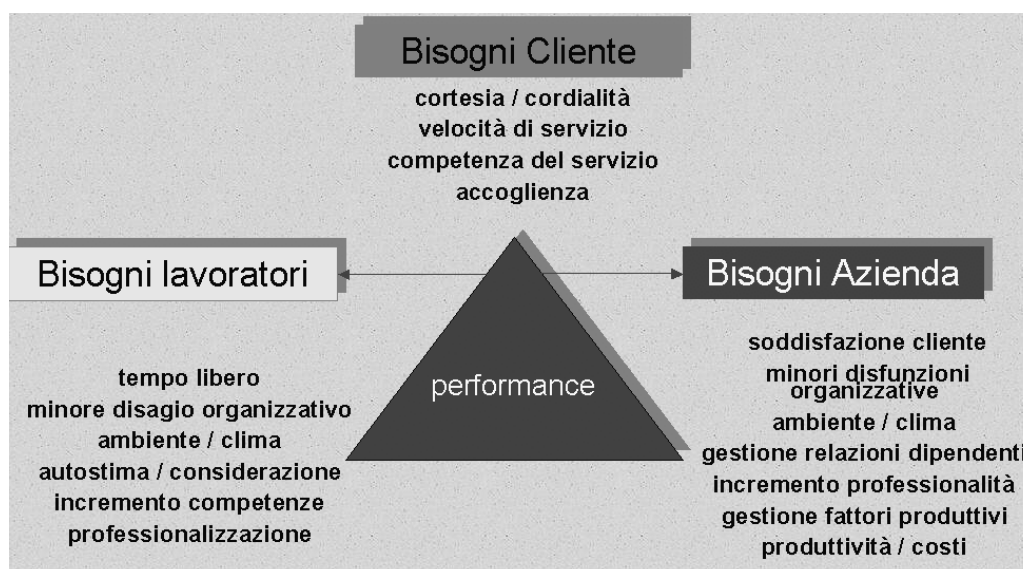 Bisogni Cliente
cortesia / cordialità
velocità di servizio
competenza del servizio
accoglienza
Bisogni lavoratori
Bisogni Azienda
performance
tempo libero
minore disagio organizzativo
ambiente / clima
autostima / considerazione
incremento competenze
professionalizzazione
soddisfazione cliente
minori disfunzioni
organizzative
ambiente / clima
gestione relazioni dipendenti
incremento professionalità
gestione fattori produttivi
produttività / costi